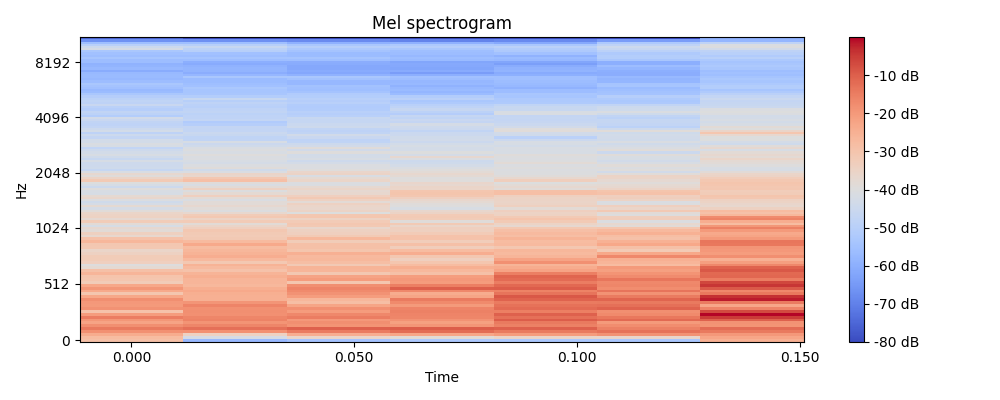 Mel spectrogram
Hz
8192
4096
2048
1024
512
0
0.000
0.050
0.100
0.150
Time
-10 dB
-20 dB
-30 dB
-40 dB
-50 dB
-60 dB
-70 dB
-80 dB